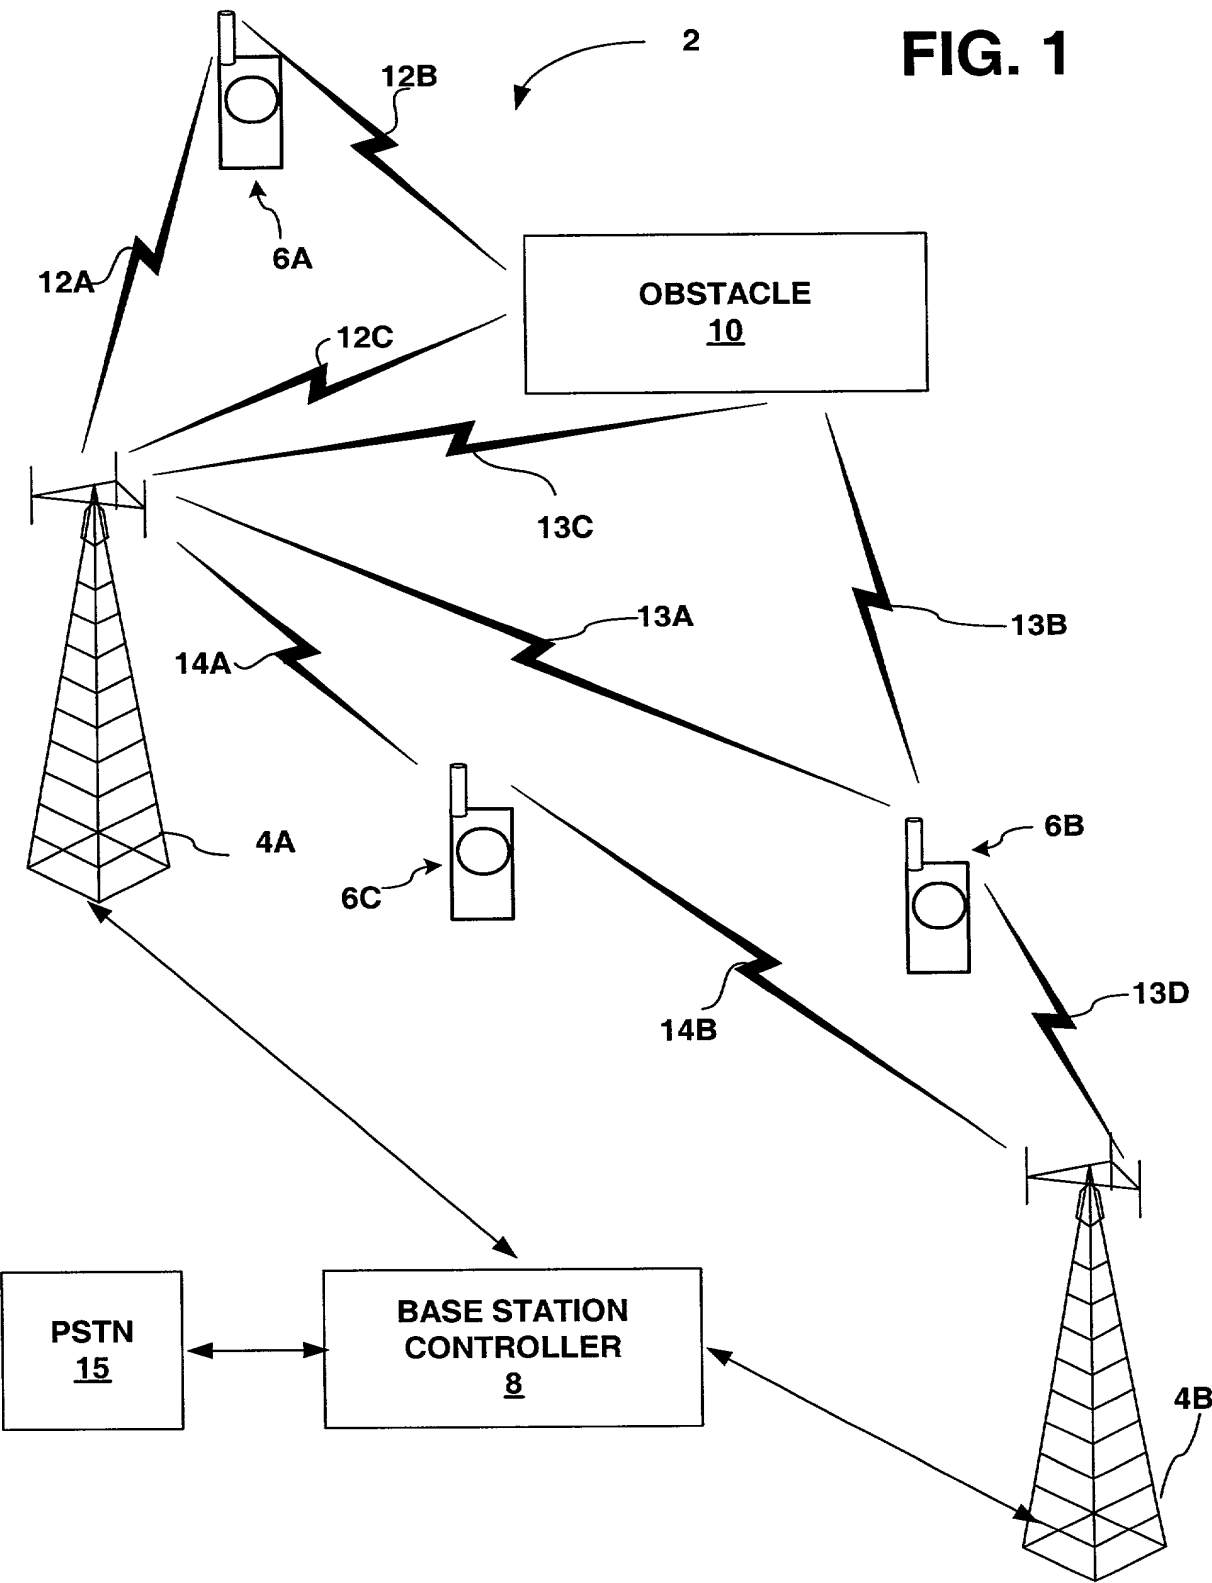 FIG. 1
2
12B
6A
12A
OBSTACLE
10
12C
13C
13A
13B
14A
4A
6B
6C
13D
14B
BASE STATION
CONTROLLER
8
PSTN
15
4B